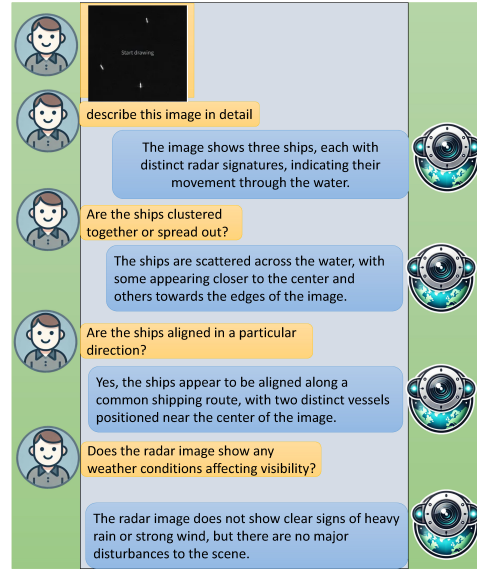 Start drawing
describe this image in detail
The image shows three ships, each with
distinct radar signatures, indicating their
movement through the water.
Are the ships clustered
together or spread out?
The ships are scattered across the water, with
some appearing closer to the center and
others towards the edges of the image.
Are the ships aligned in a particular
direction?
Yes, the ships appear to be aligned along a
common shipping route, with two distinct vessels
positioned near the center of the image.
Does the radar image show any
weather conditions affecting visibility?
The radar image does not show clear signs of heavy
rain or strong wind, but there are no major
disturbances to the scene.